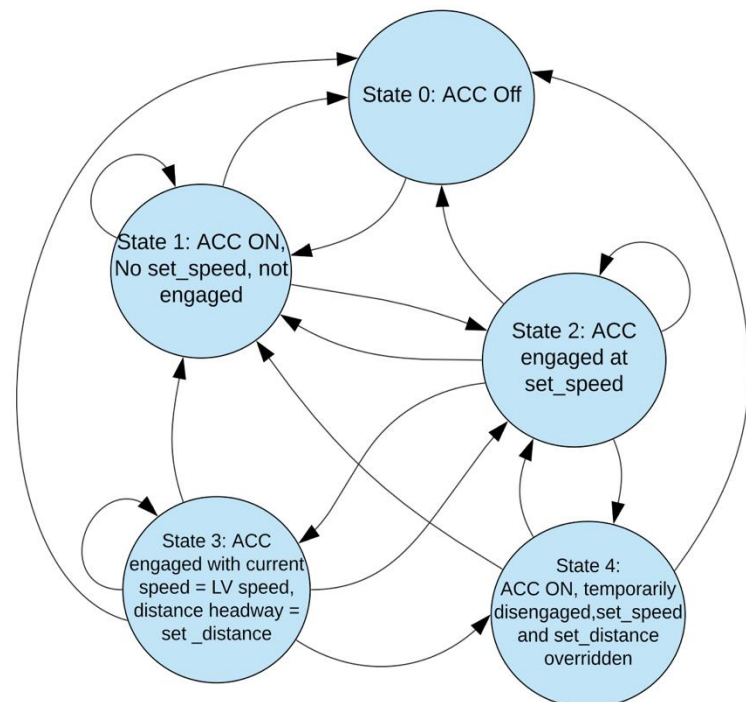 State 0: ACC Off
State 1: ACC ON,
No set_speed, not
engaged
State 2: ACC
engaged at
set_speed
State 3: ACC
engaged with current
speed = LV speed,
distance headway =
set _distance
State 4:
ACC ON, temporarily
disengaged,set_speed
and set_distance
overridden